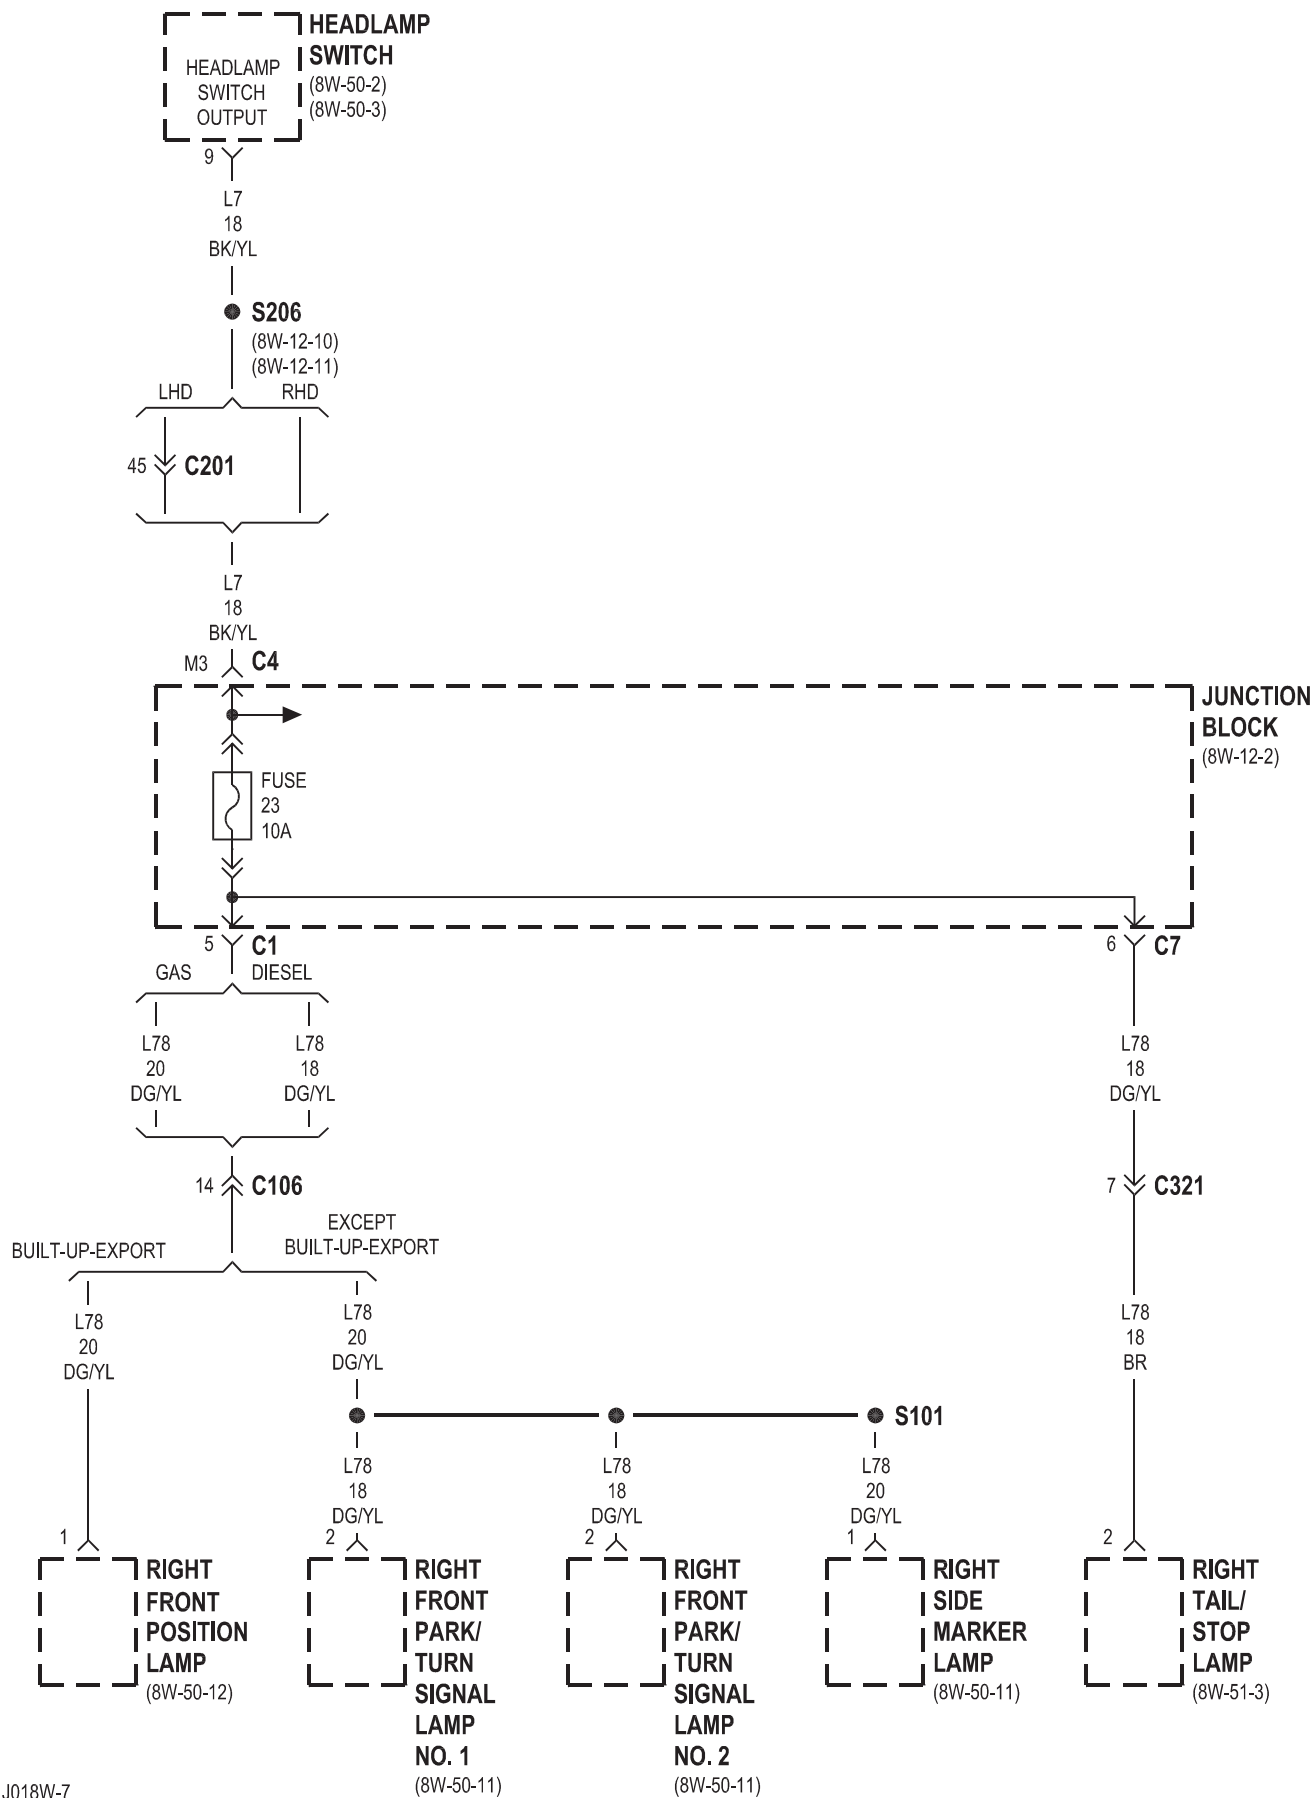 HEADLAMP
SWITCH
(8W-50-2)
(8W-50-3)
HEADLAMP
SWITCH
OUTPUT
9
L7
18
BK/YL
S206
(8W-12-10)
(8W-12-11)
LHD
RHD
45
C201
L7
18
BK/YL
M3
C4
JUNCTION
BLOCK
(8W-12-2)
FUSE
23
10A
5
C1
6
C7
GAS
DIESEL
L78
20
DG/YL
L78
18
DG/YL
L78
18
DG/YL
14
C106
7
C321
BUILT-UP-EXPORT
EXCEPT
BUILT-UP-EXPORT
L78
20
DG/YL
L78
20
DG/YL
L78
18
BR
S101
L78
18
DG/YL
L78
18
DG/YL
L78
20
DG/YL
1
2
2
1
2
RIGHT
FRONT
POSITION
LAMP
(8W-50-12)
RIGHT
FRONT
PARK/
TURN
SIGNAL
LAMP
NO. 1
(8W-50-11)
RIGHT
FRONT
PARK/
TURN
SIGNAL
LAMP
NO. 2
(8W-50-11)
RIGHT
SIDE
MARKER
LAMP
(8W-50-11)
RIGHT
TAIL/
STOP
LAMP
(8W-51-3)
J018W-7